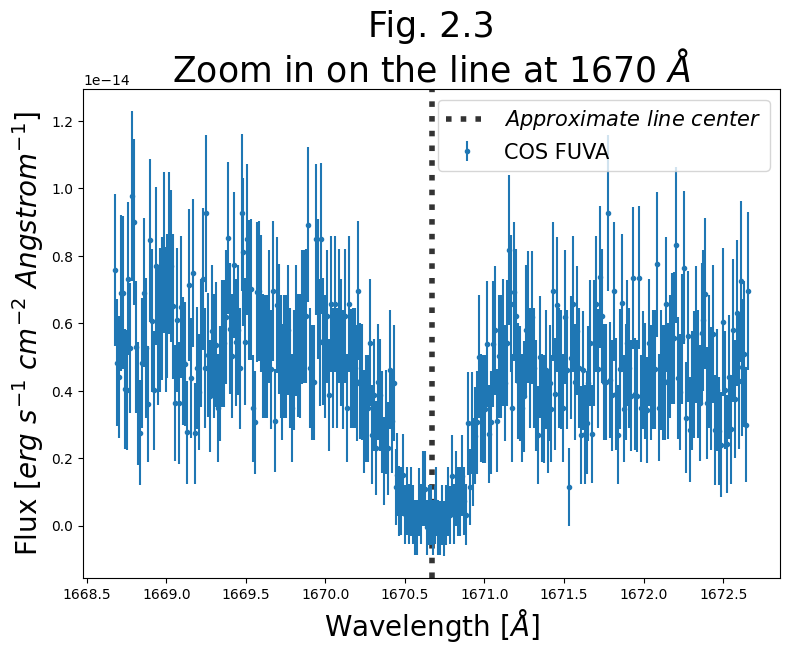 Fig. 2.3
Zoom in on the line at 1670 Å
1e−14
Approximate line center
COS FUVA
Flux [erg s⁻¹ cm⁻² Angstrom⁻¹]
1.2
1.0
0.8
0.6
0.4
0.2
0.0
1668.5 1669.0 1669.5 1670.0 1670.5 1671.0 1671.5 1672.0 1672.5
Wavelength [Å]